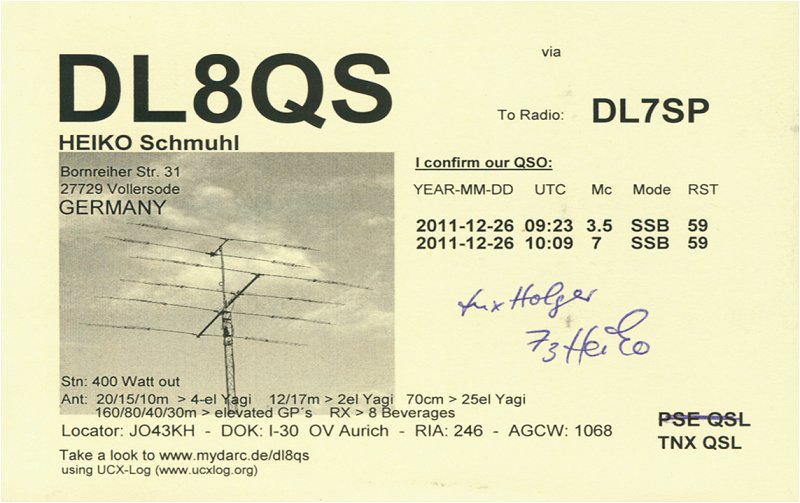 DL8QS
HEIKO Schmuhl
Bornreiher Str. 31
27729 Vollersode
GERMANY
via
To Radio: DL7SP
I confirm our QSO:
YEAR-MM-DD UTC Mc Mode RST
2011-12-26 09:23 3.5 SSB 59
2011-12-26 10:09 7 SSB 59
tnx Holger
73 Heiko
Stn: 400 Watt out
Ant: 20/15/10m > 4-el Yagi 12/17m > 2el Yagi 70cm > 25el Yagi
160/80/40/30m > elevated GP´s RX > 8 Beverages
Locator: JO43KH - DOK: I-30 OV Aurich - RIA: 246 - AGCW: 1068
Take a look to www.mydarc.de/dl8qs
using UCX-Log (www.ucxlog.org)
PSE QSL
TNX QSL